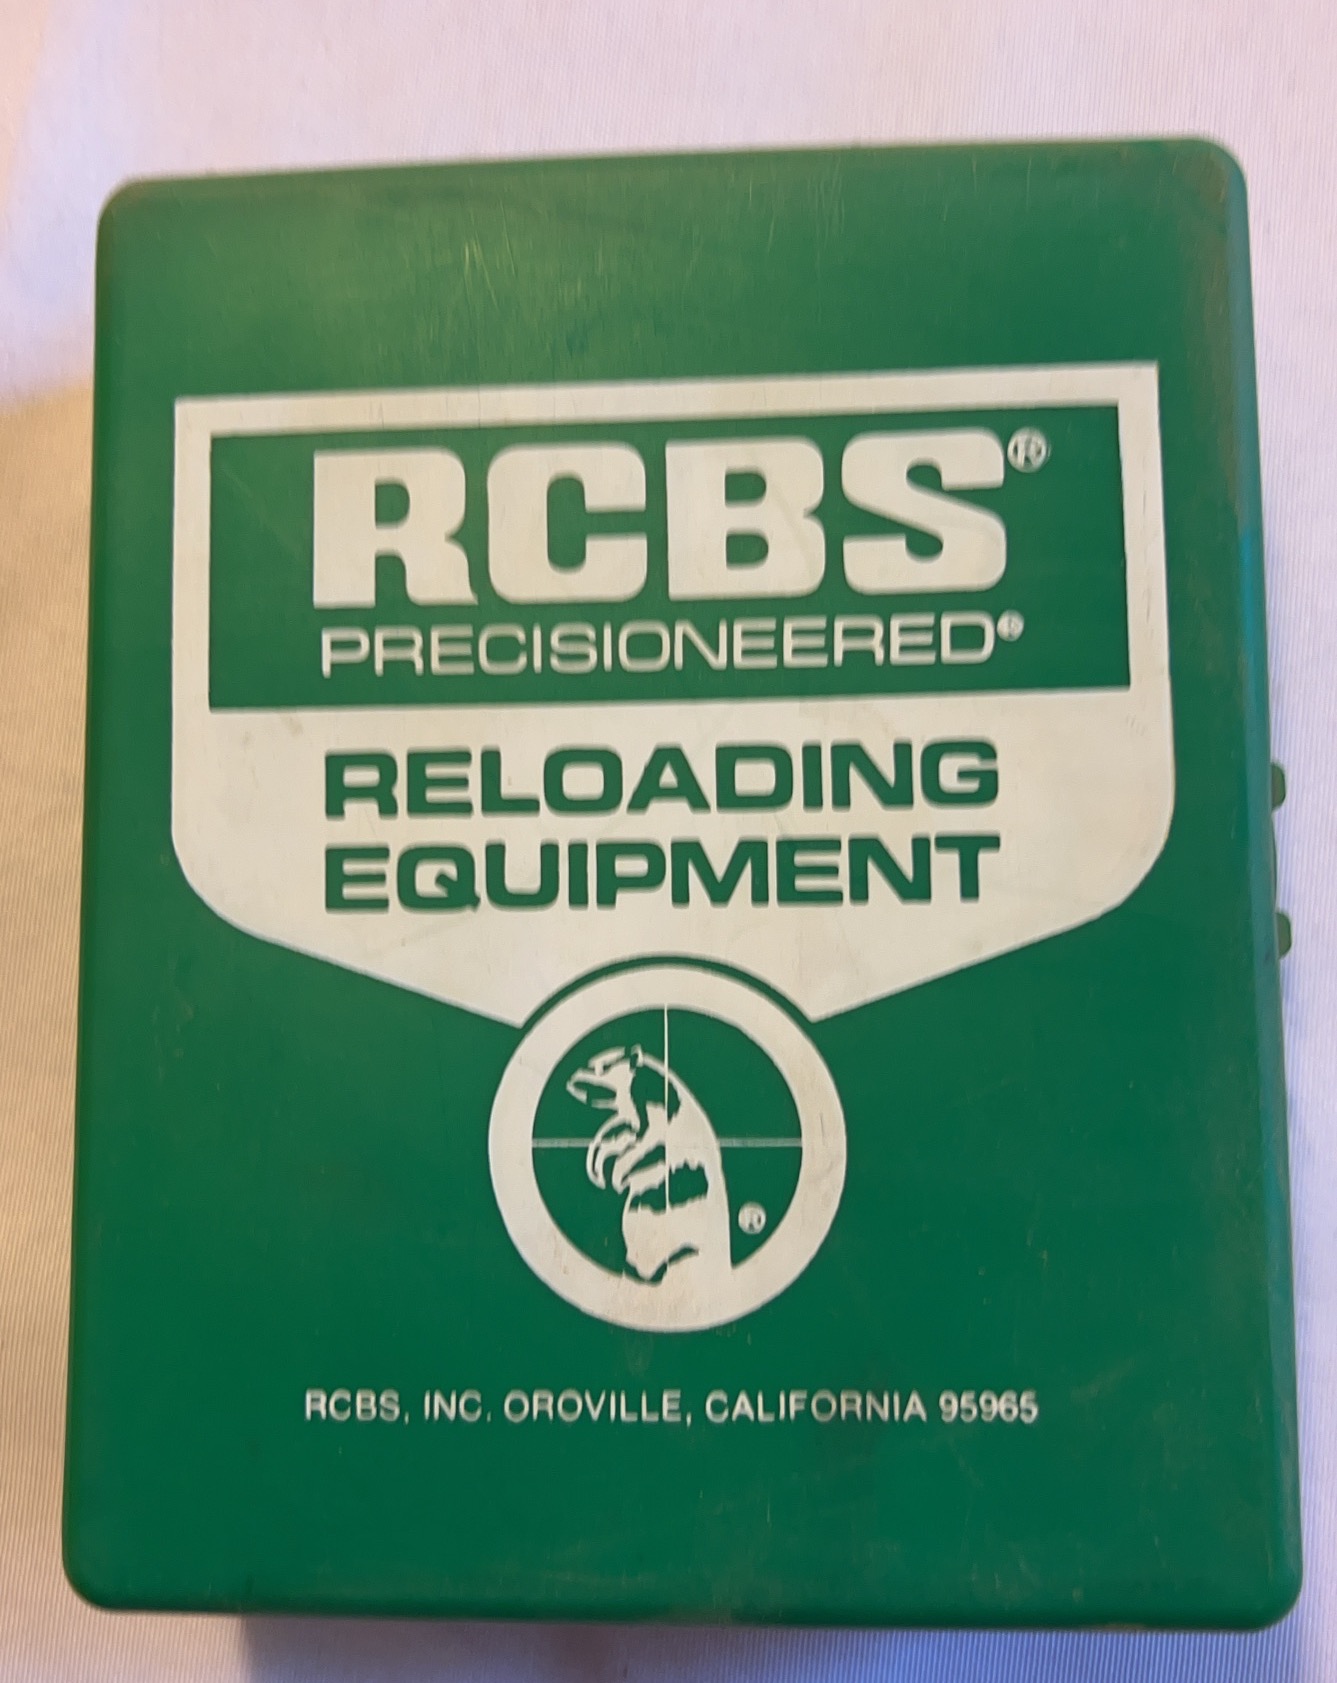 RCBS®
PRECISIONEERED®
RELOADING
EQUIPMENT
®
RCBS, INC. OROVILLE, CALIFORNIA 95965